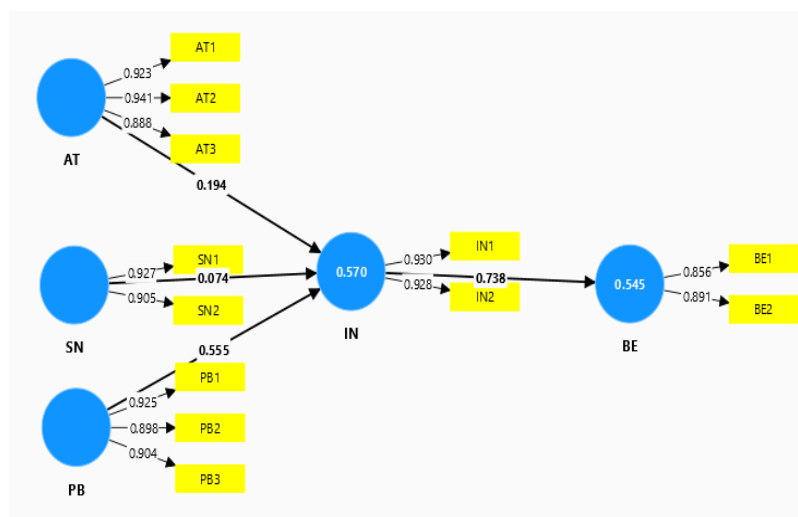 AT1
0.923
0.941
AT2
0.888
AT3
AT
0.194
SN1
0.927
0.074
0.905
SN2
SN
0.555
PB1
0.925
0.898
PB2
0.904
PB3
PB
0.570
IN
IN1
0.930
0.928
IN2
0.738
0.545
BE
BE1
0.856
0.891
BE2